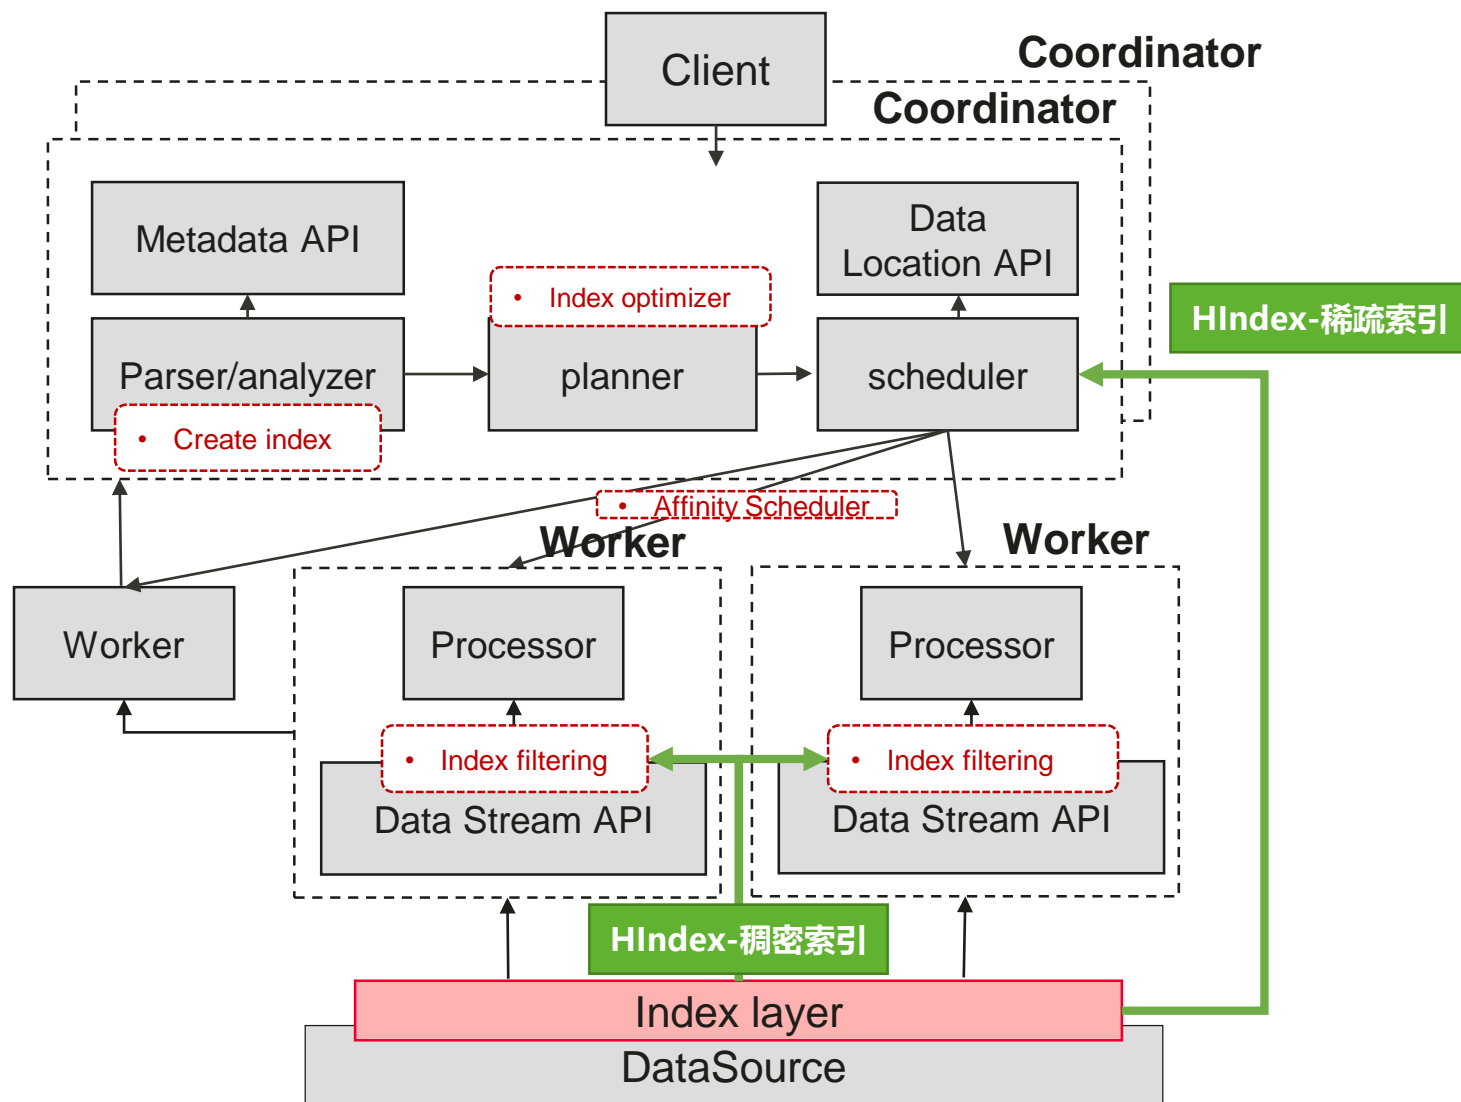 Client
Coordinator
Coordinator
Metadata API
Data
Location API
• Index optimizer
HIndex-稀疏索引
Parser/analyzer
planner
scheduler
• Create index
• Affinity Scheduler
Worker
Worker
Worker
Processor
Processor
• Index filtering
• Index filtering
Data Stream API
Data Stream API
HIndex-稠密索引
Index layer
DataSource